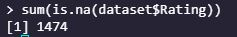 > sum(is.na(dataset$Rating))
[1] 1474